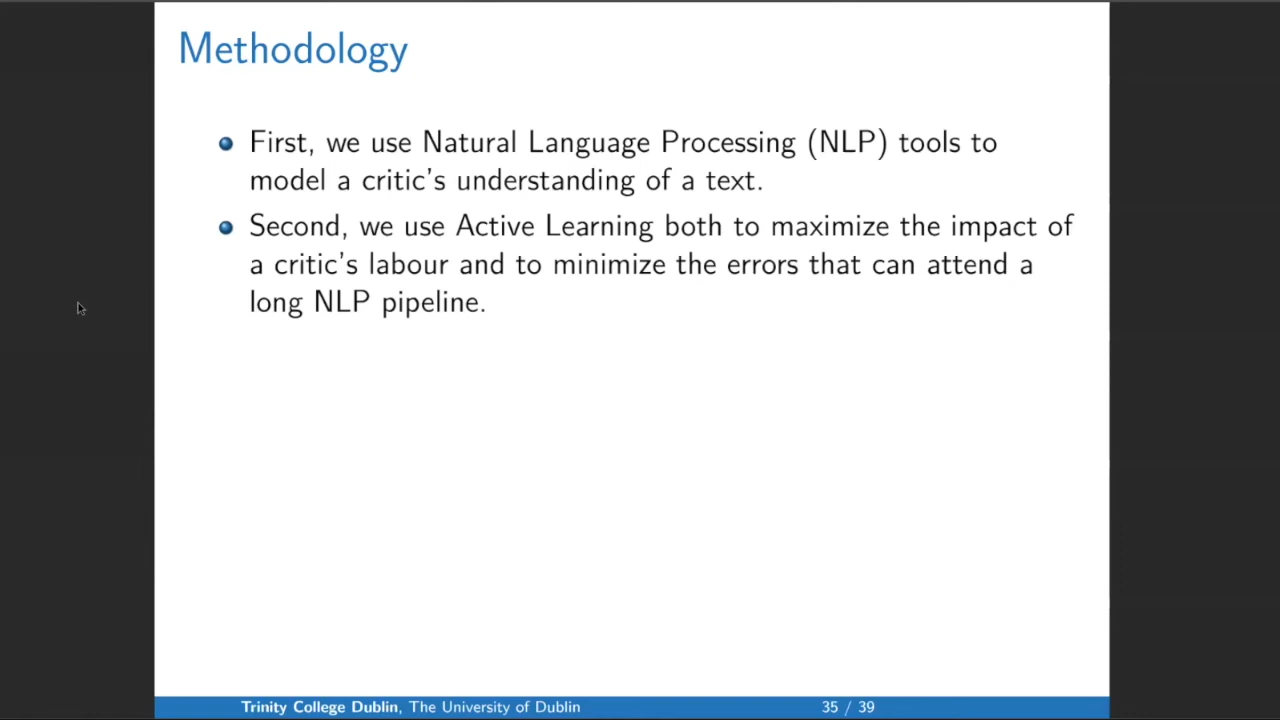 Methodology
First, we use Natural Language Processing (NLP) tools to
model a critic's understanding of a text.
Second, we use Active Learning both to maximize the impact of
a critic's labour and to minimize the errors that can attend a
long NLP pipeline.
Trinity College Dublin, The University of Dublin 35 / 39